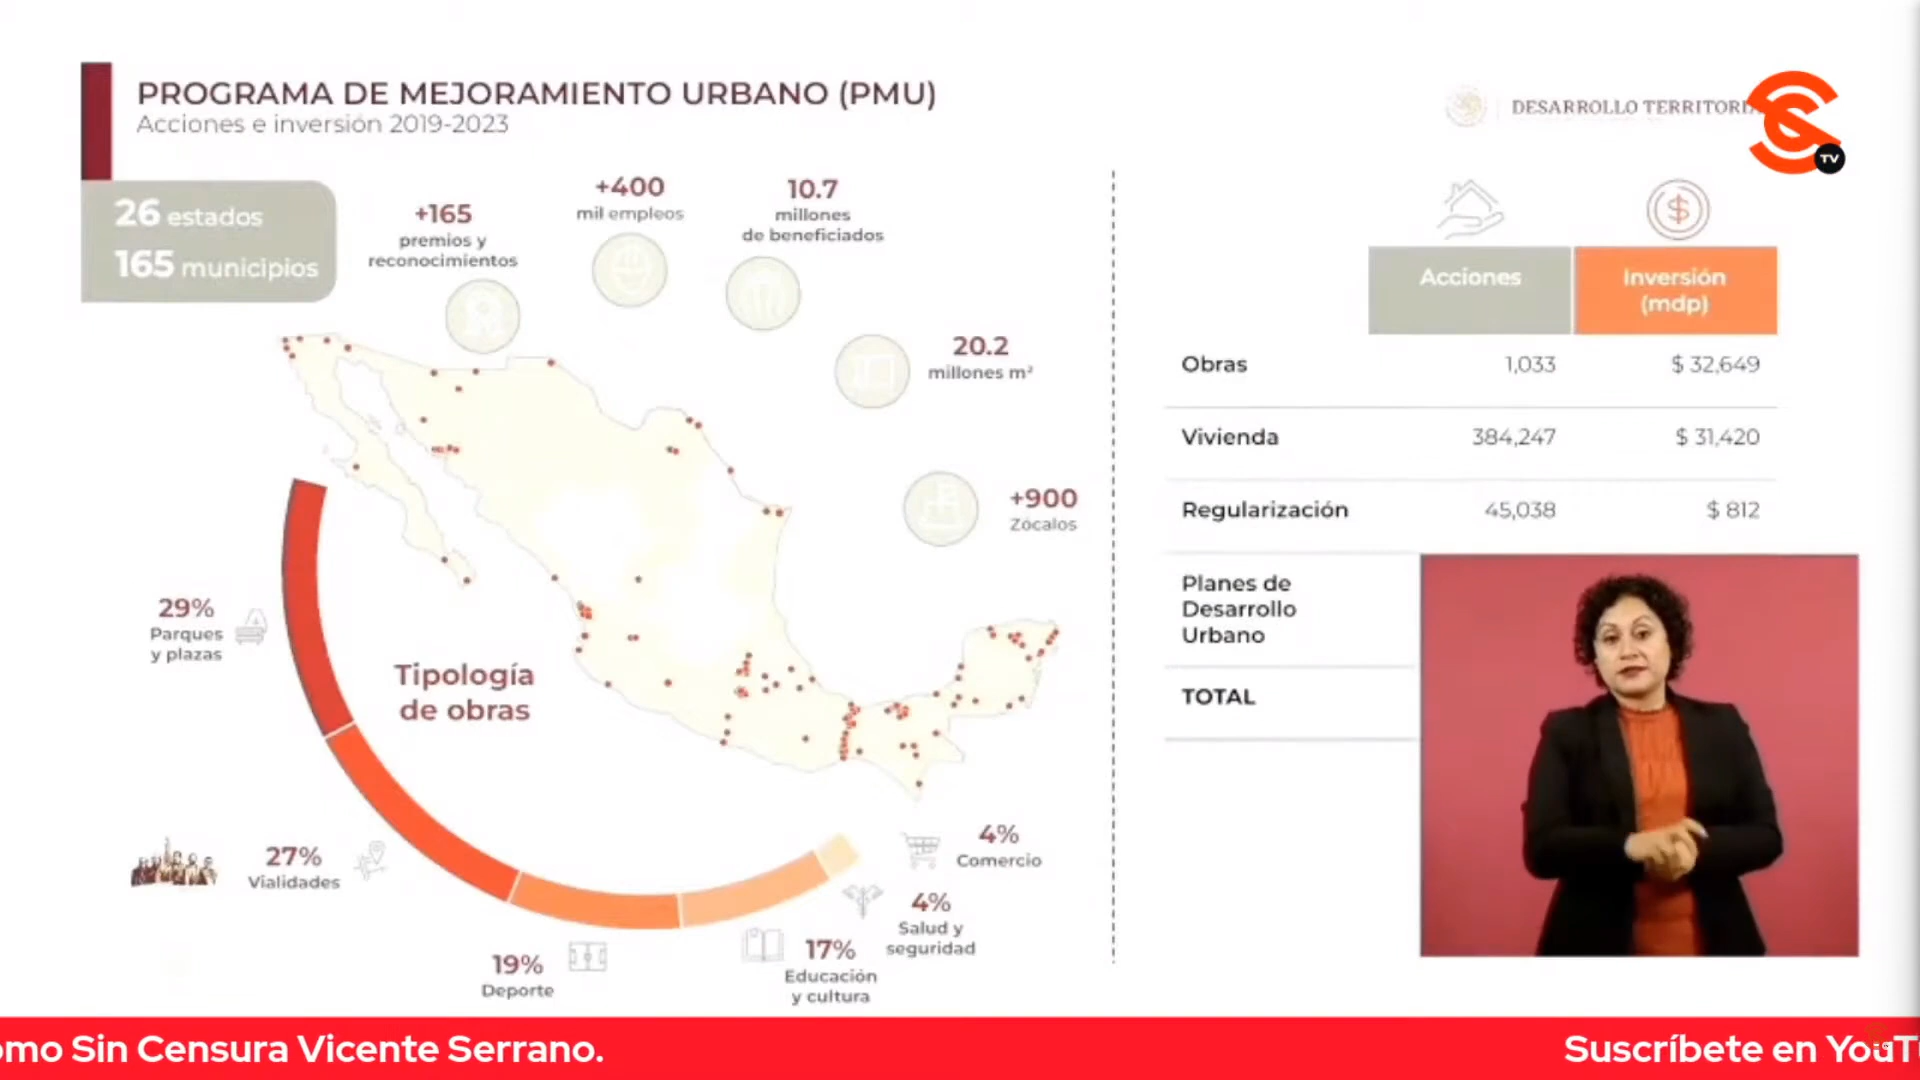 PROGRAMA DE MEJORAMIENTO URBANO (PMU)
Acciones e inversión 2019-2023
DESARROLLO TERRITORI
TV
26 estados
165 municipios
+165
premios y
reconocimientos
+400
mil empleos
10.7
millones
de beneficiados
20.2
millones m²
+900
Zócalos
Tipología
de obras
29%
Parques
y plazas
27%
Vialidades
19%
Deporte
17%
Educación
y cultura
4%
Salud y
seguridad
4%
Comercio
Acciones
Inversión
(mdp)
Obras 1,033 $ 32,649
Vivienda 384,247 $ 31,420
Regularización 45,038 $ 812
Planes de
Desarrollo
Urbano
TOTAL
omo Sin Censura Vicente Serrano.
Suscríbete en YouT